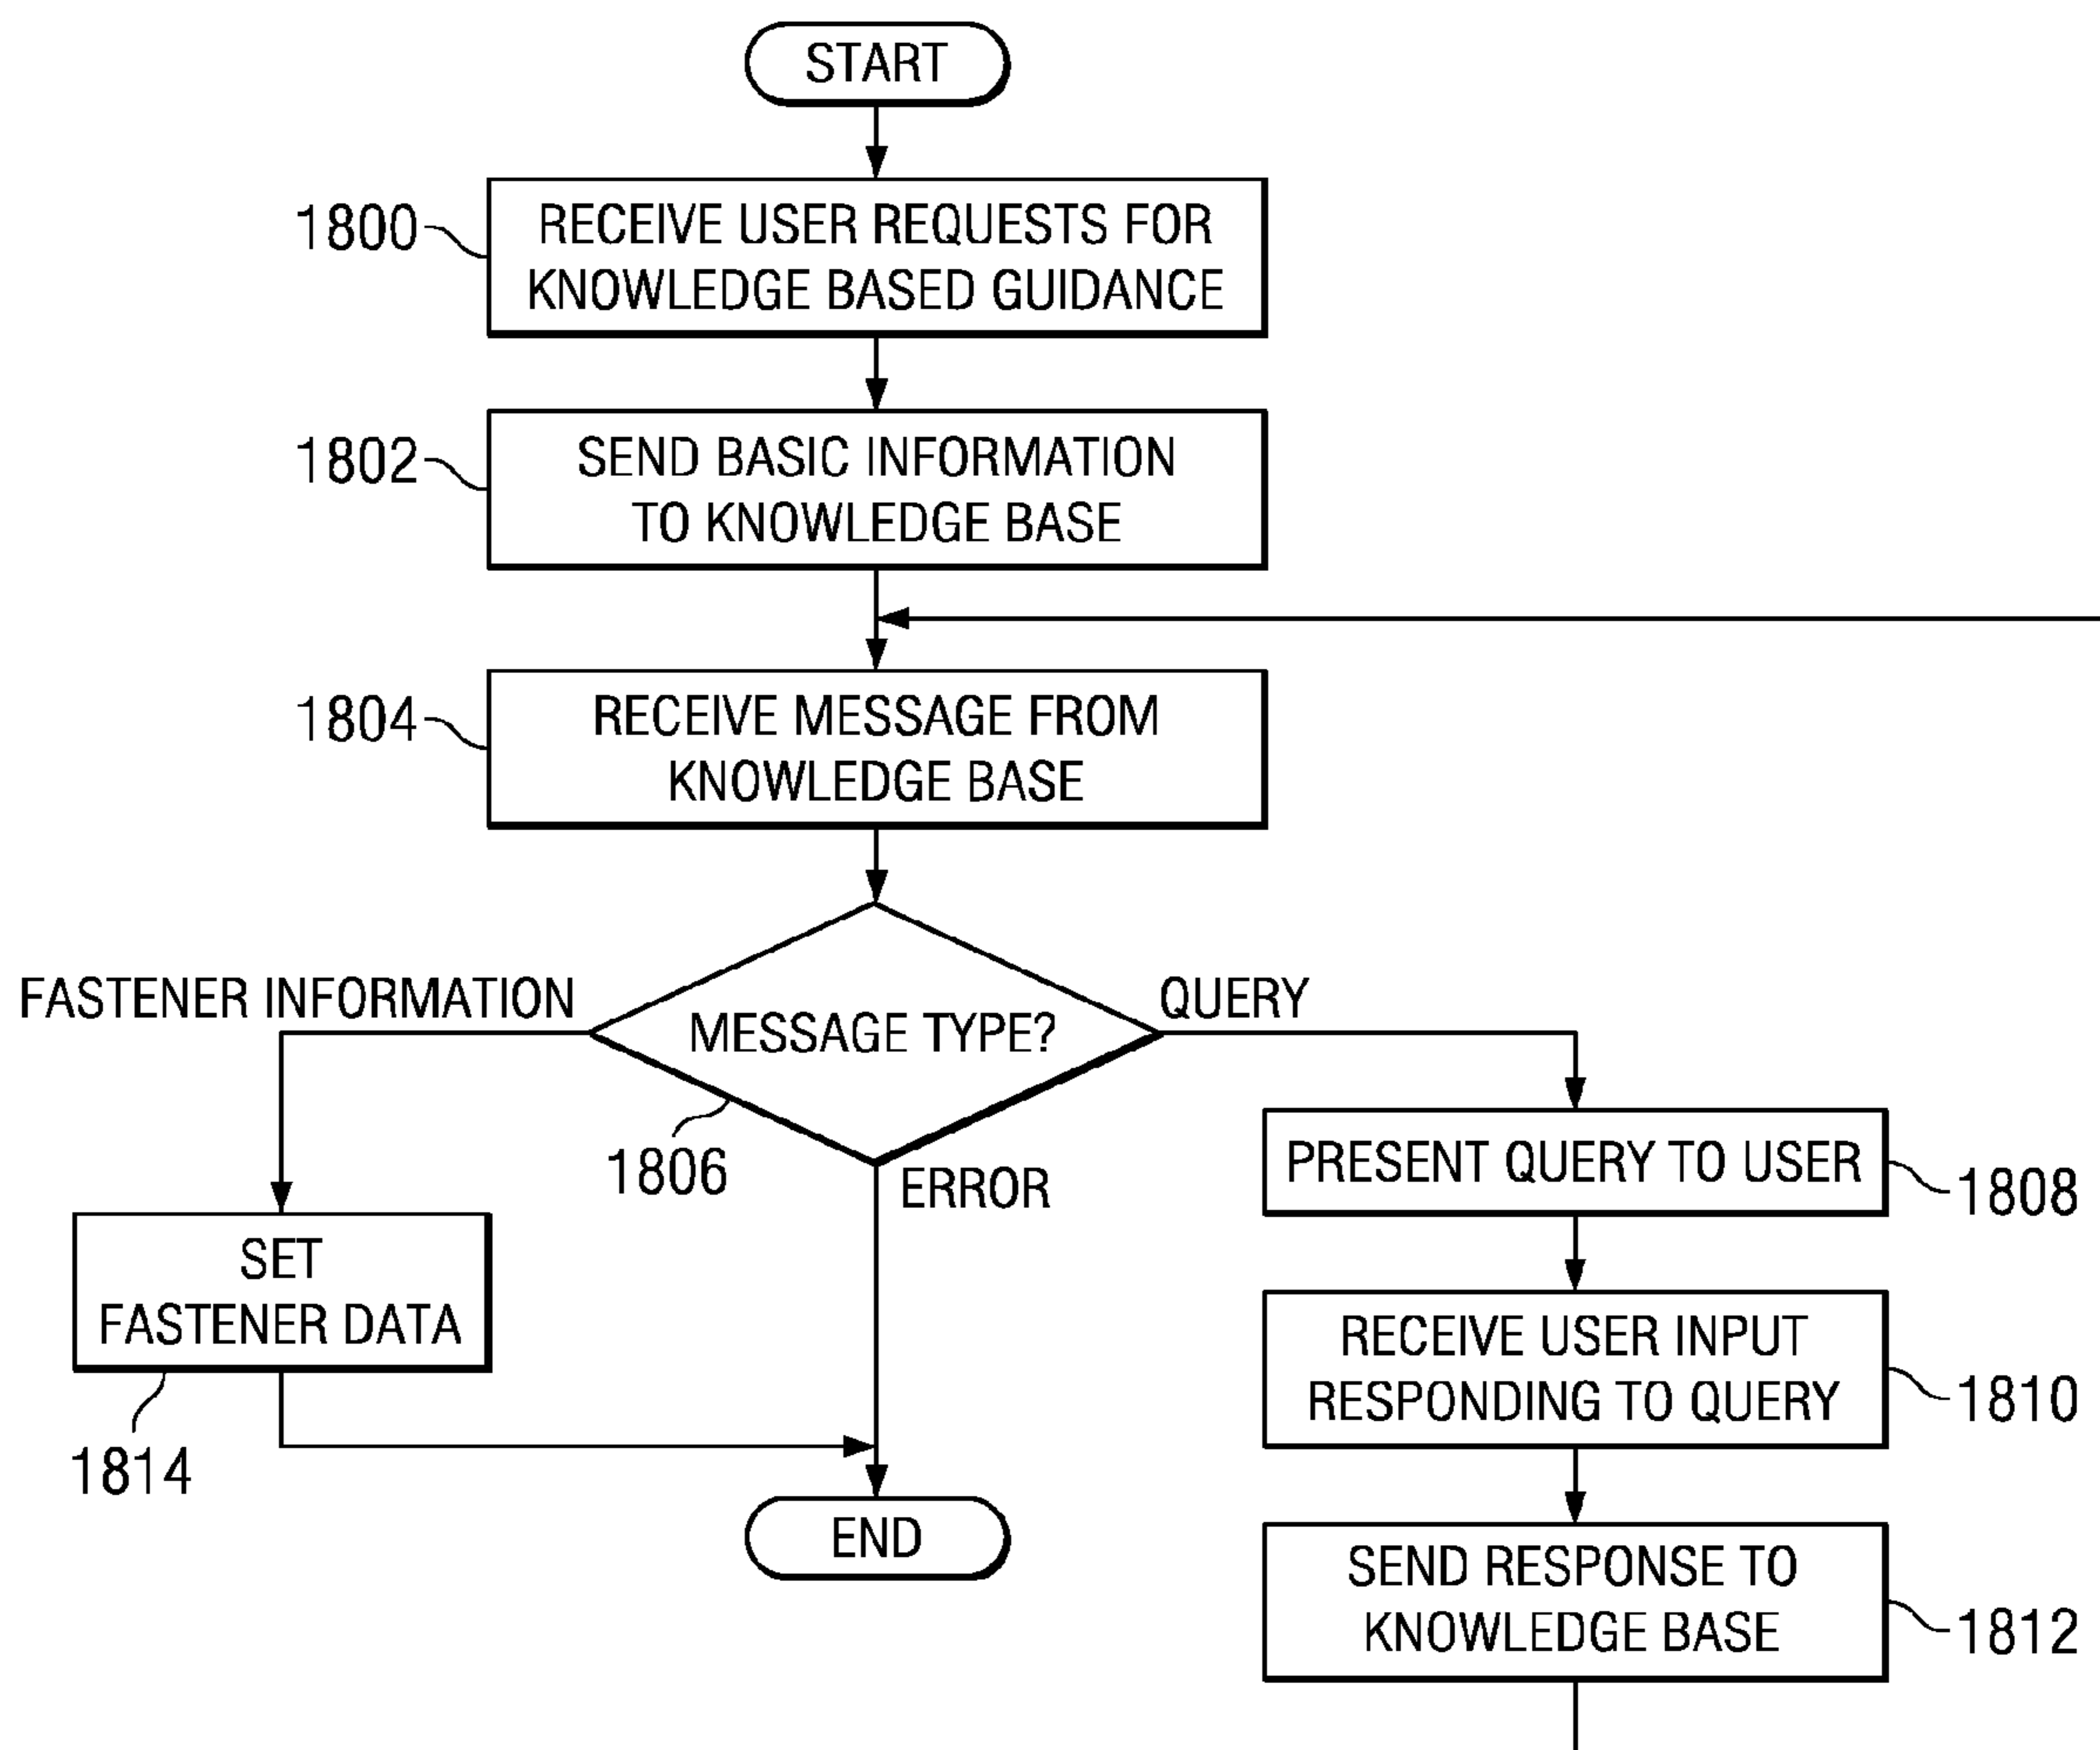 START
1800
RECEIVE USER REQUESTS FOR
KNOWLEDGE BASED GUIDANCE
1802
SEND BASIC INFORMATION
TO KNOWLEDGE BASE
1804
RECEIVE MESSAGE FROM
KNOWLEDGE BASE
FASTENER INFORMATION
MESSAGE TYPE?
QUERY
1806
ERROR
SET
FASTENER DATA
1814
END
PRESENT QUERY TO USER
1808
RECEIVE USER INPUT
RESPONDING TO QUERY
1810
SEND RESPONSE TO
KNOWLEDGE BASE
1812